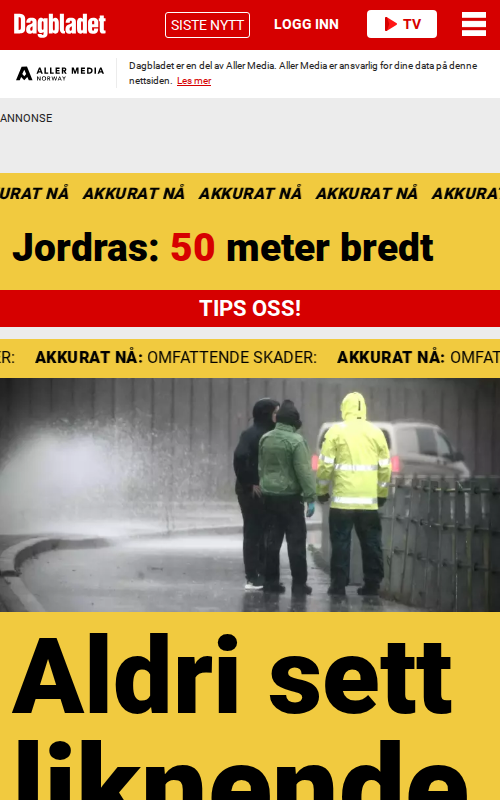 Dagbladet
SISTE NYTT
LOGG INN
TV
ALLER MEDIA
NORWAY
Dagbladet er en del av Aller Media. Aller Media er ansvarlig for dine data på denne
nettsiden. Les mer
ANNONSE
URAT NÅ AKKURAT NÅ AKKURAT NÅ AKKURAT NÅ AKKURAT
Jordras: 50 meter bredt
TIPS OSS!
ER: AKKURAT NÅ: OMFATTENDE SKADER: AKKURAT NÅ: OMFAT
Aldri sett
liknende